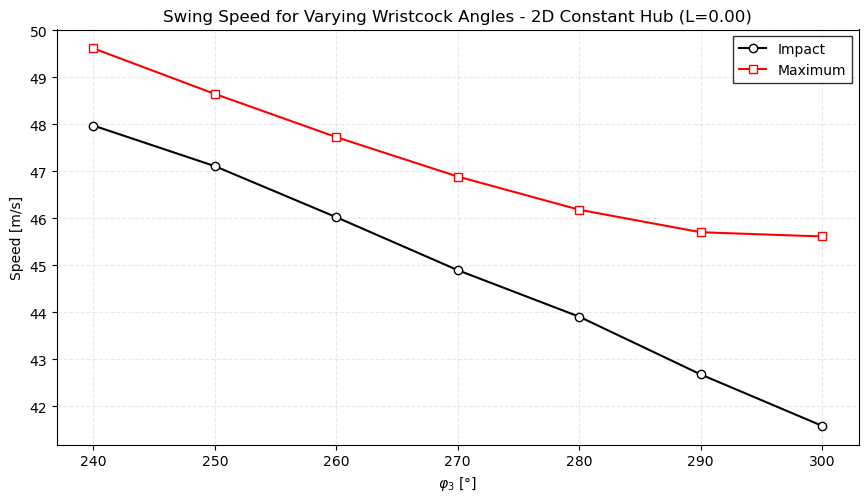 Swing Speed for Varying Wristcock Angles - 2D Constant Hub (L=0.00)
Impact
Maximum
Speed [m/s]
50
49
48
47
46
45
44
43
42
240 250 260 270 280 290 300
φ₃ [°]